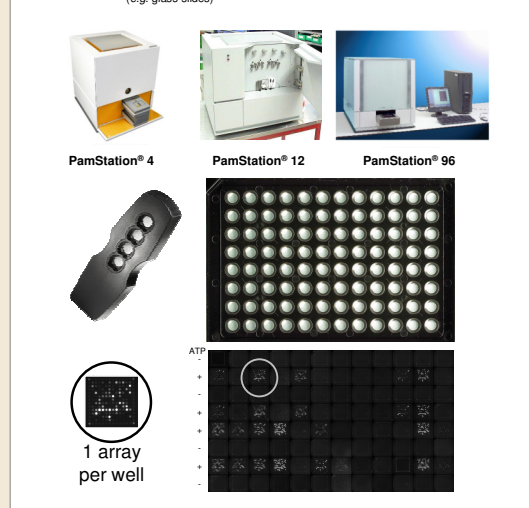 (e.g. glass slides)
PamStation® 4
PamStation® 12
PamStation® 96
ATP
-
+
-
+
+
-
+
-
1 array
per well